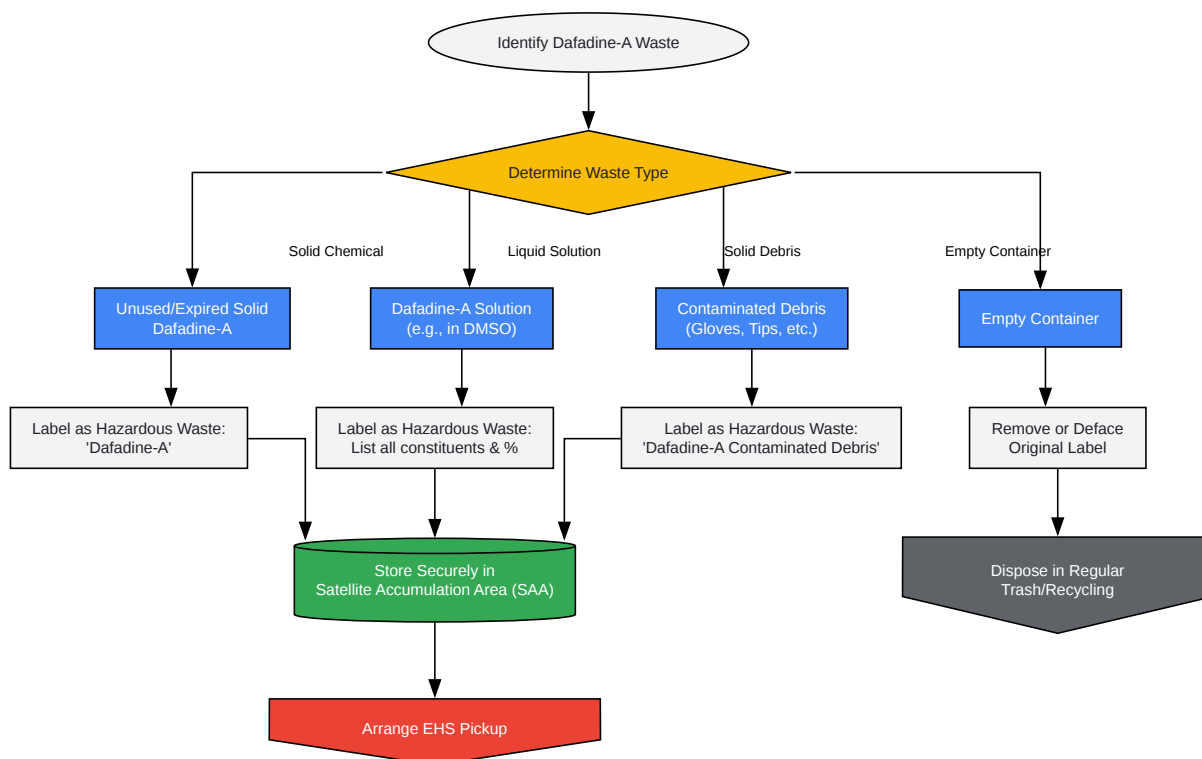 Identify Dafadine-A Waste
Determine Waste Type
Solid Chemical
Liquid Solution
Solid Debris
Empty Container
Unused/Expired Solid
Dafadine-A
Dafadine-A Solution
(e.g., in DMSO)
Contaminated Debris
(Gloves, Tips, etc.)
Empty Container
Label as Hazardous Waste:
'Dafadine-A'
Label as Hazardous Waste:
List all constituents & %
Label as Hazardous Waste:
'Dafadine-A Contaminated Debris'
Remove or Deface
Original Label
Store Securely in
Satellite Accumulation Area (SAA)
Dispose in Regular
Trash/Recycling
Arrange EHS Pickup